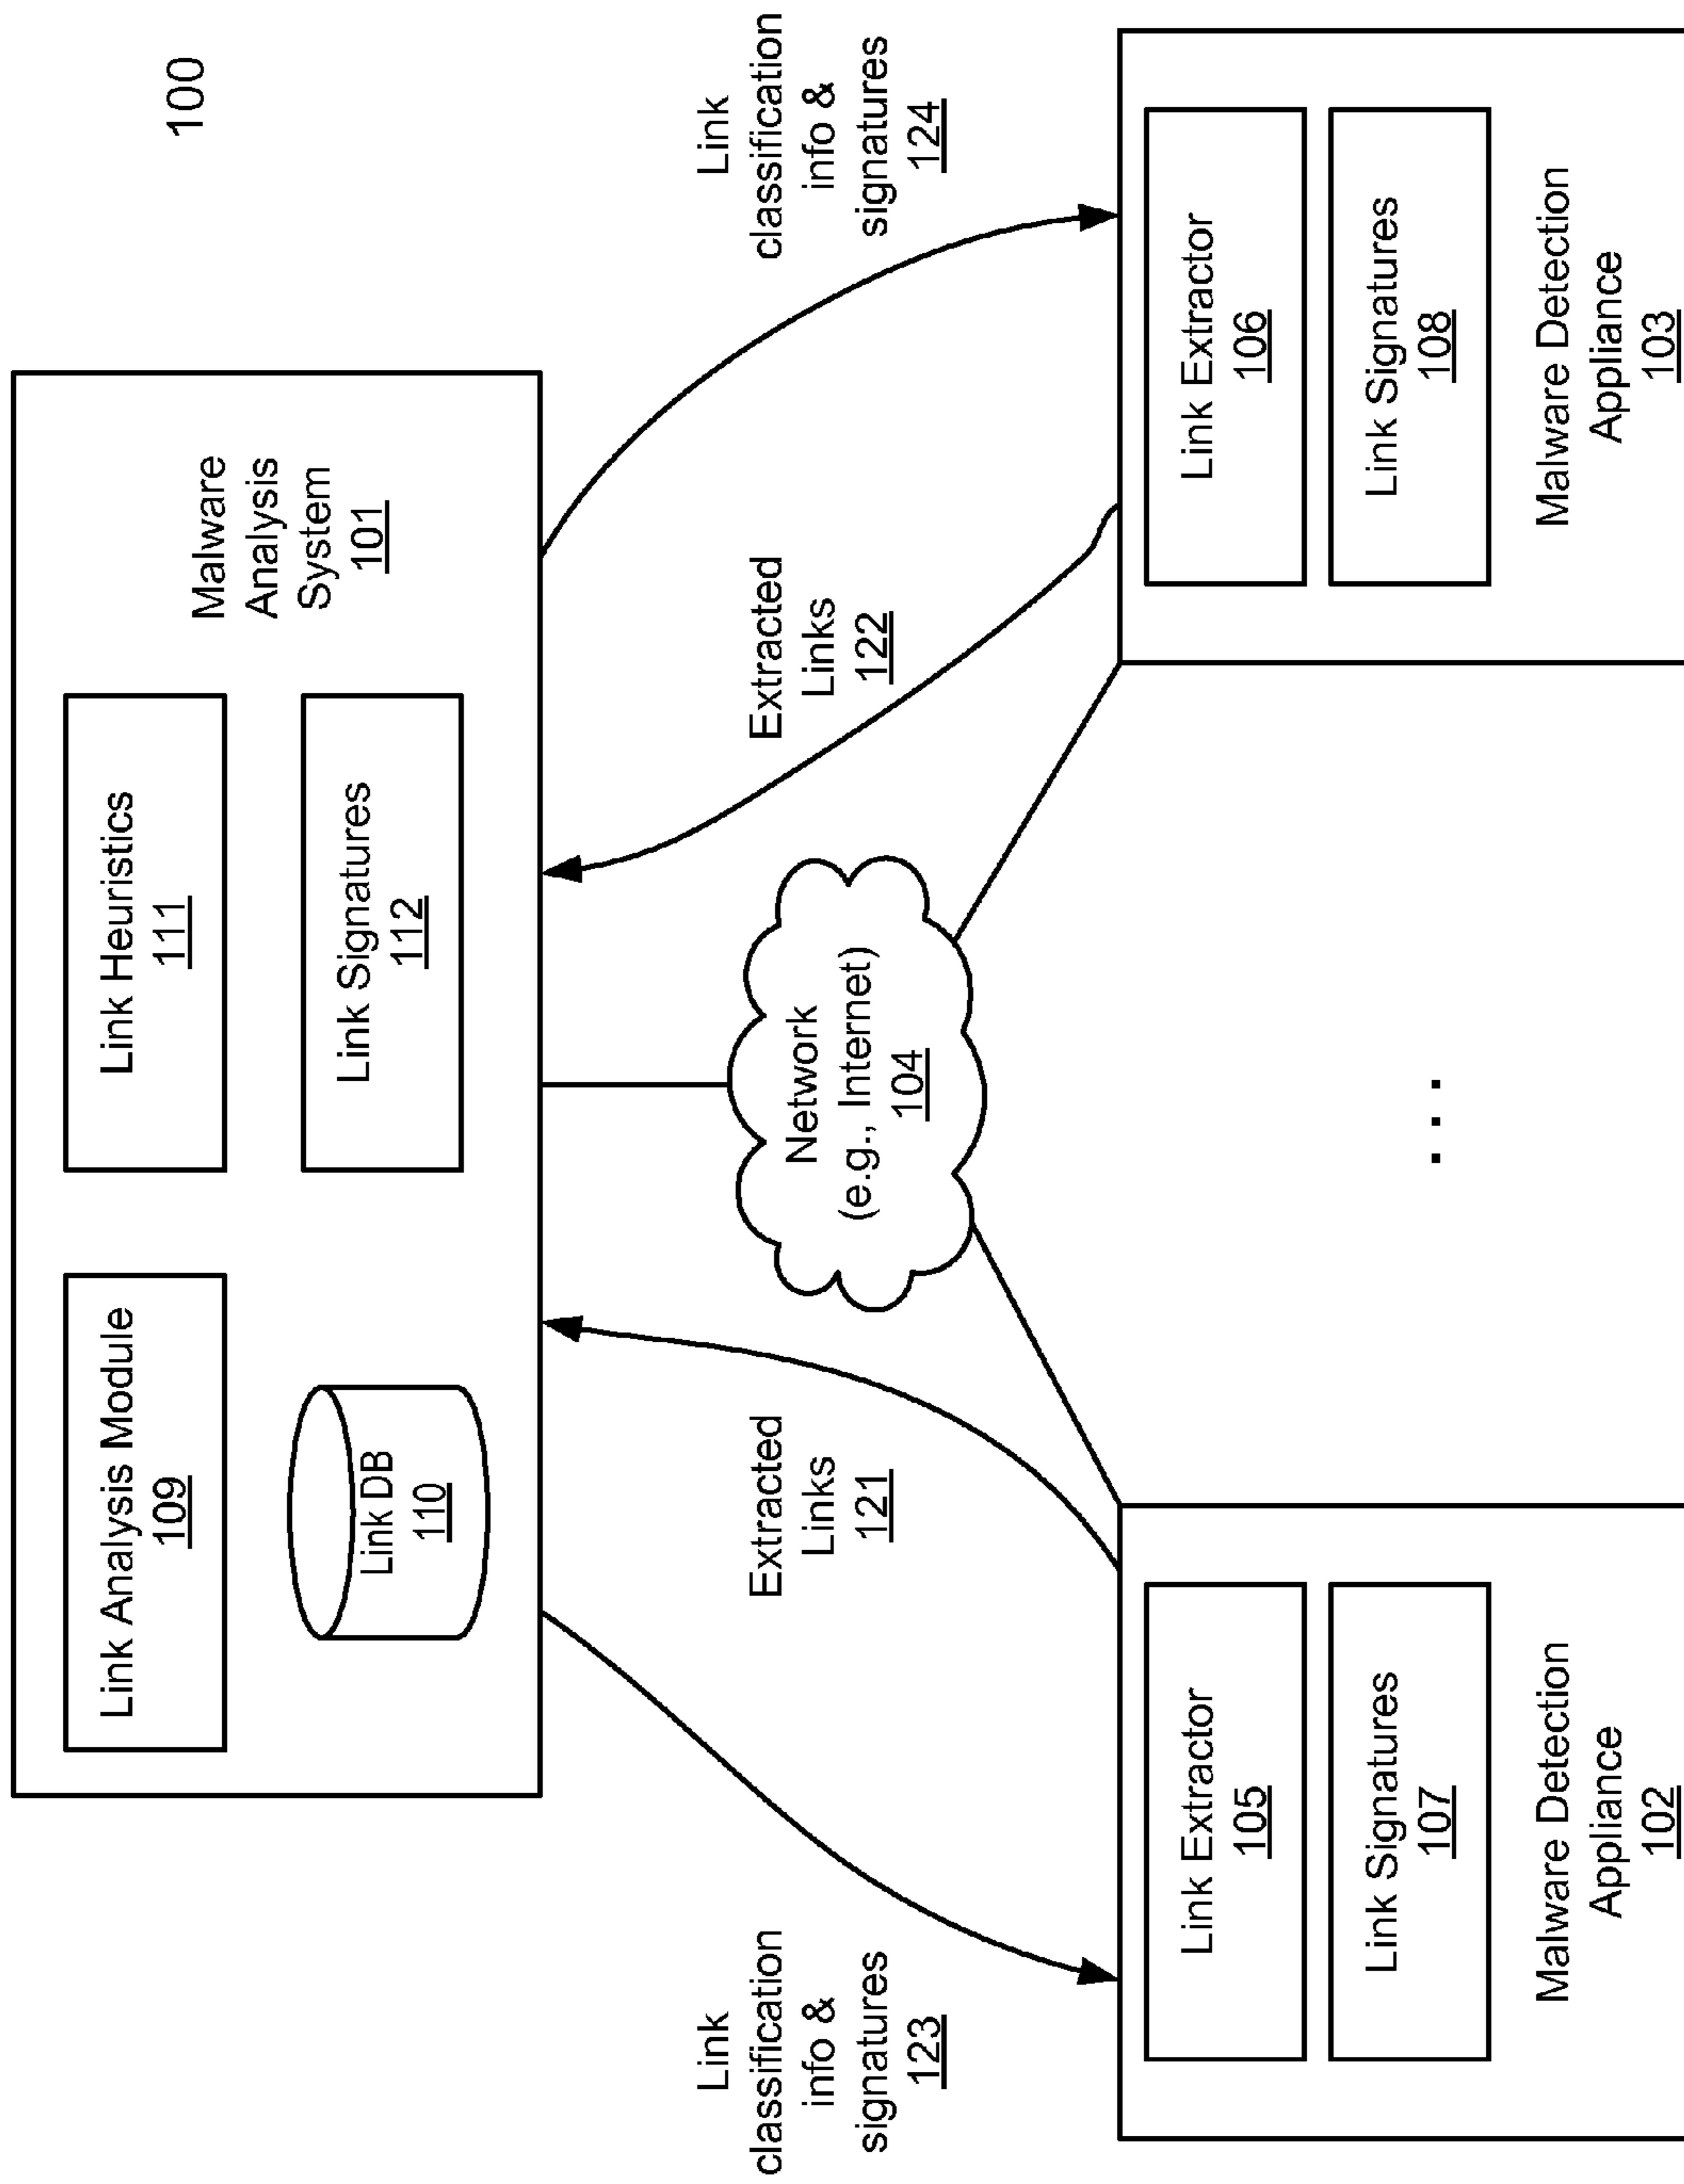 100
Link Analysis Module
109
Link Heuristics
111
Malware
Analysis
System
101
Link DB
110
Link Signatures
112
Link
classification
info &
signatures
123
Extracted
Links
121
Network
(e.g., Internet)
104
Extracted
Links
122
Link
classification
info &
signatures
124
Link Extractor
105
Link Signatures
107
Malware Detection
Appliance
102
. . .
Link Extractor
106
Link Signatures
108
Malware Detection
Appliance
103